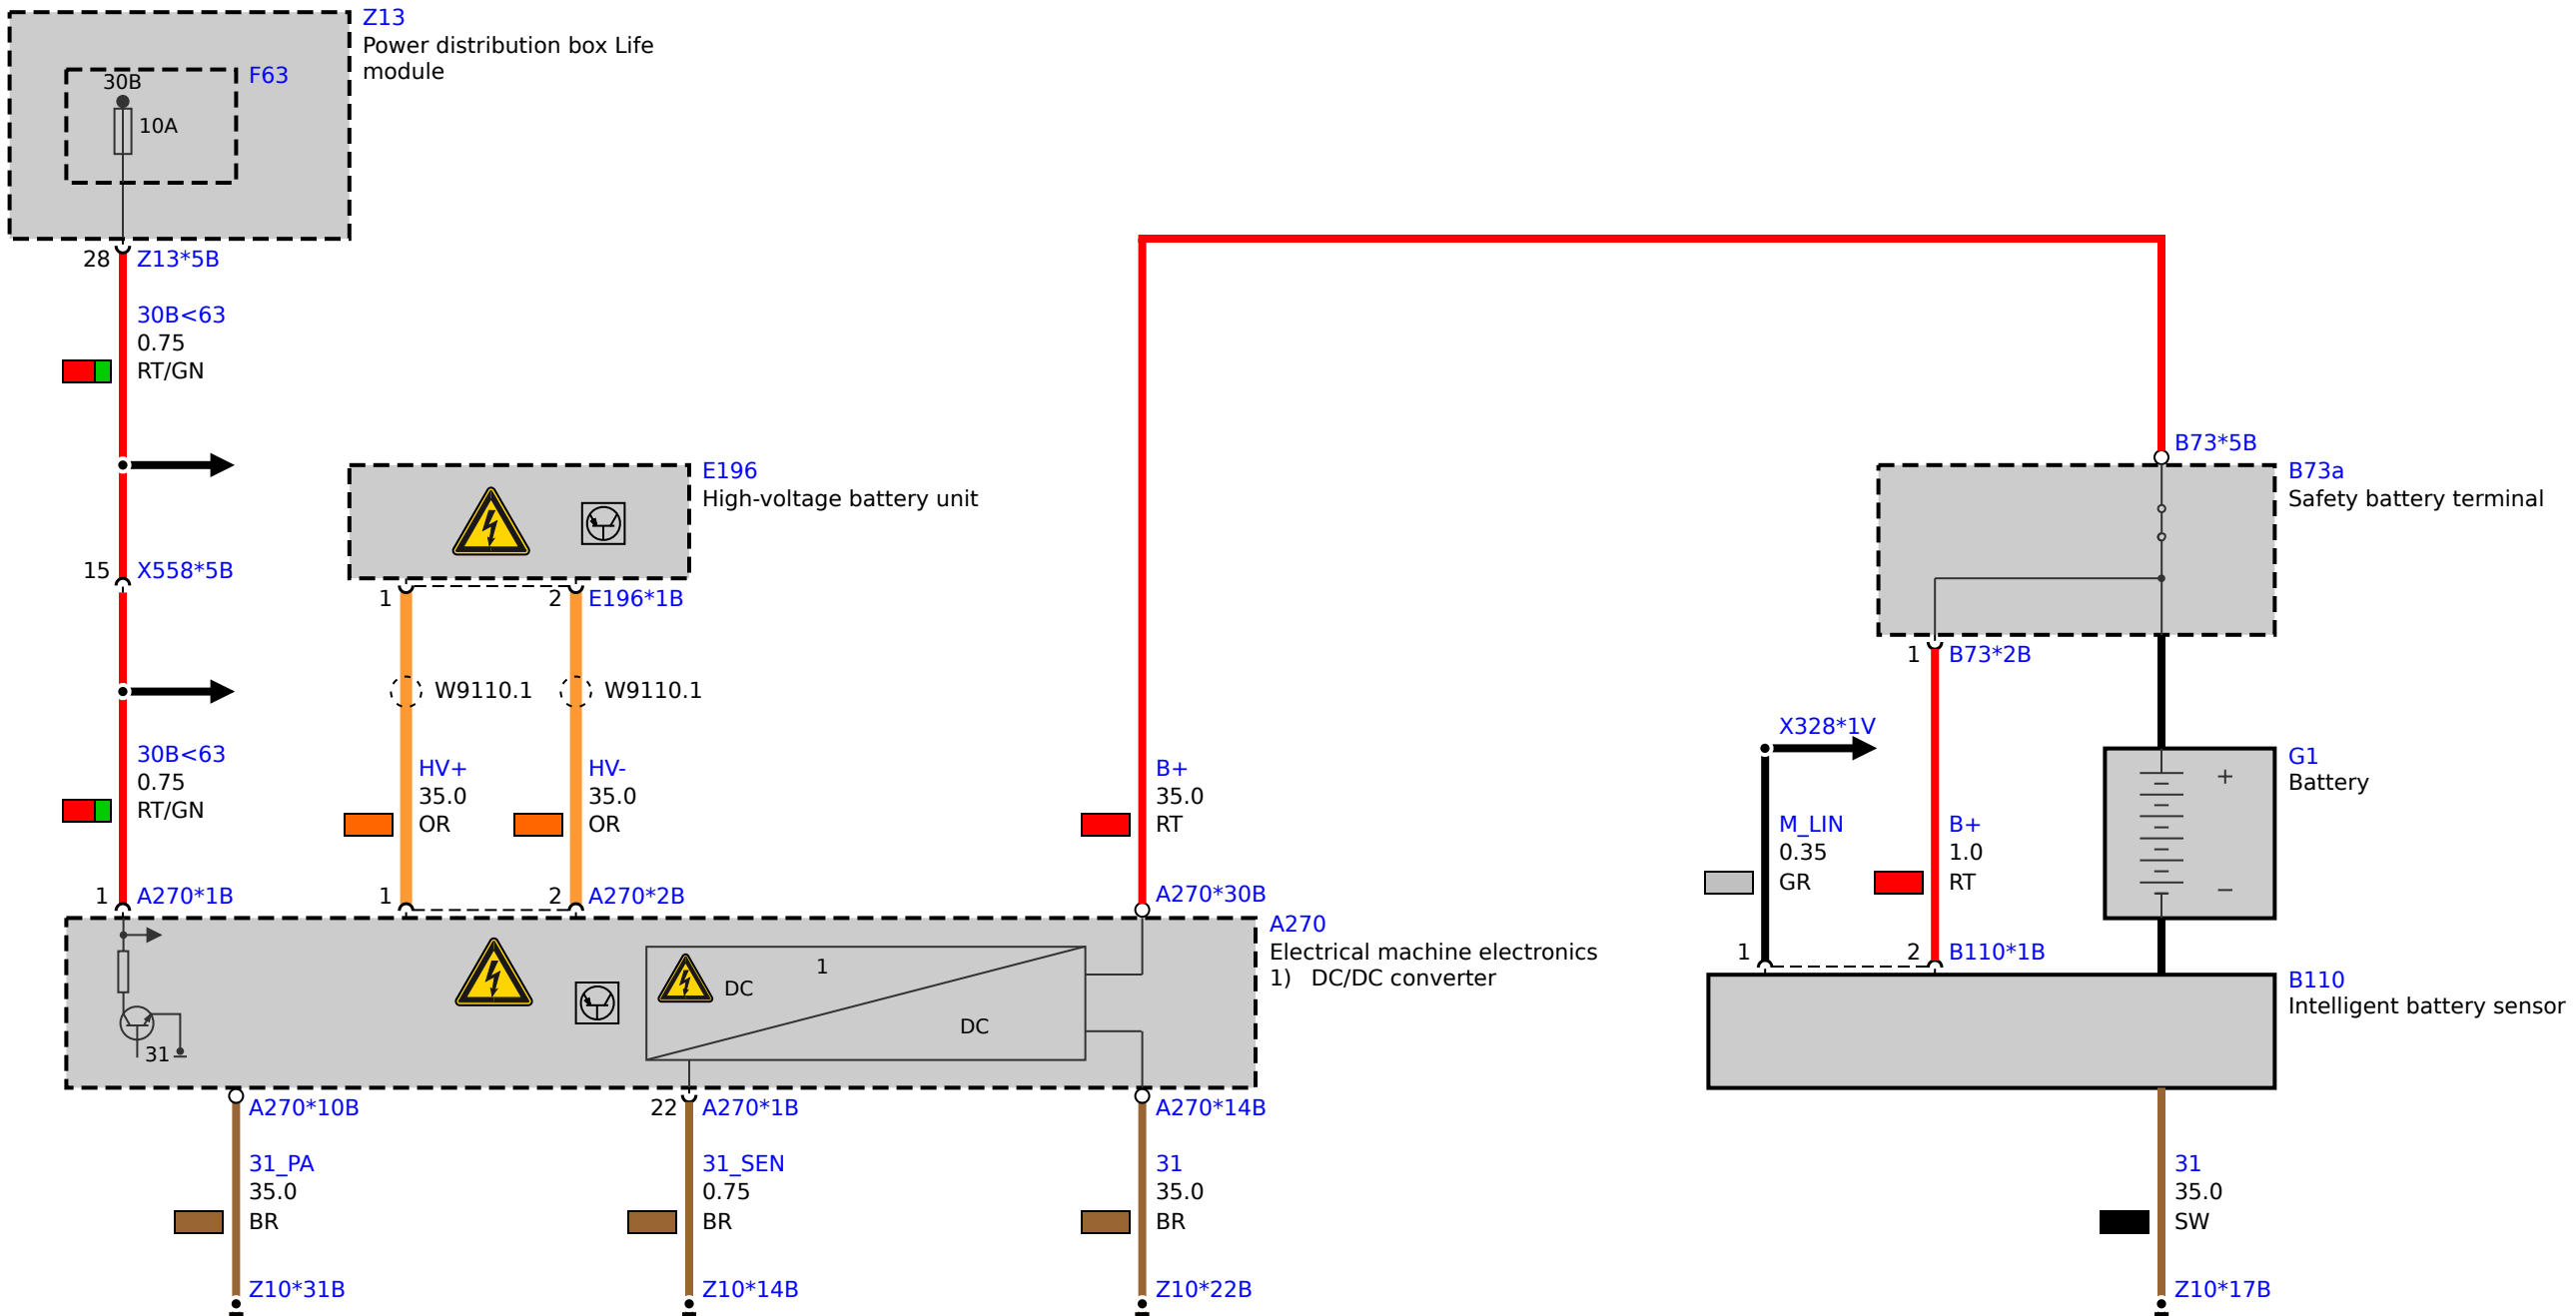 Z13
Power distribution box Life
module
30B
F63
10A
28 Z13*5B
30B<63
0.75
RT/GN
15 X558*5B
30B<63
0.75
RT/GN
1 A270*1B
E196
High-voltage battery unit
1
2 E196*1B
W9110.1
W9110.1
HV+
35.0
OR
HV-
35.0
OR
1
2 A270*2B
B+
35.0
RT
A270*30B
A270
Electrical machine electronics
1) DC/DC converter
1
DC
DC
31
A270*10B
31_PA
35.0
BR
Z10*31B
22 A270*1B
31_SEN
0.75
BR
Z10*14B
A270*14B
31
35.0
BR
Z10*22B
B73*5B
B73a
Safety battery terminal
1 B73*2B
X328*1V
M_LIN
0.35
GR
B+
1.0
RT
G1
Battery
+
−
1
2 B110*1B
B110
Intelligent battery sensor
31
35.0
SW
Z10*17B